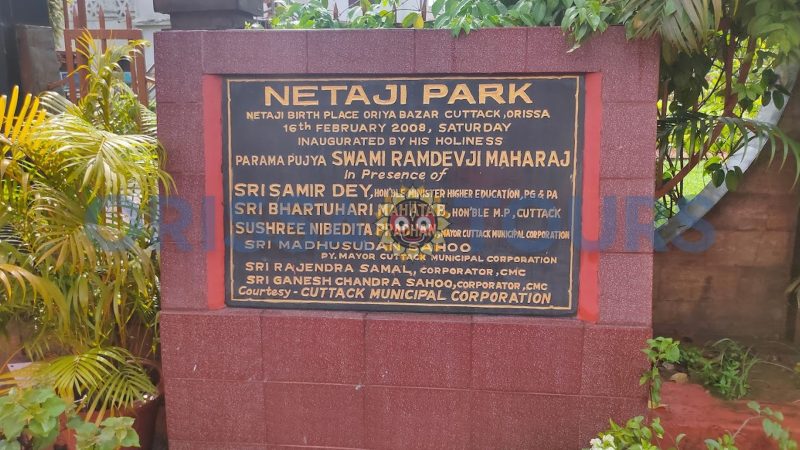 NETAJI PARK
NETAJI BIRTH PLACE ORIYA BAZAR CUTTACK, ORISSA
16th FEBRUARY 2008, SATURDAY
INAUGURATED BY HIS HOLINESS
PARAMA PUJYA SWAMI RAMDEVJI MAHARAJ
in Presence of
SRI SAMIR DEY, HON'BLE MINISTER HIGHER EDUCATION, PG & PA
SRI BHARTUHARI MAHATAB, HON'BLE M.P, CUTTACK
SUSHREE NIBEDITA PRADHAN, MAYOR CUTTACK MUNICIPAL CORPORATION
SRI MADHUSUDAN SAHOO
PY. MAYOR CUTTACK MUNICIPAL CORPORATION
SRI RAJENDRA SAMAL, CORPORATOR, CMC
SRI GANESH CHANDRA SAHOO, CORPORATOR, CMC
Courtesy - CUTTACK MUNICIPAL CORPORATION